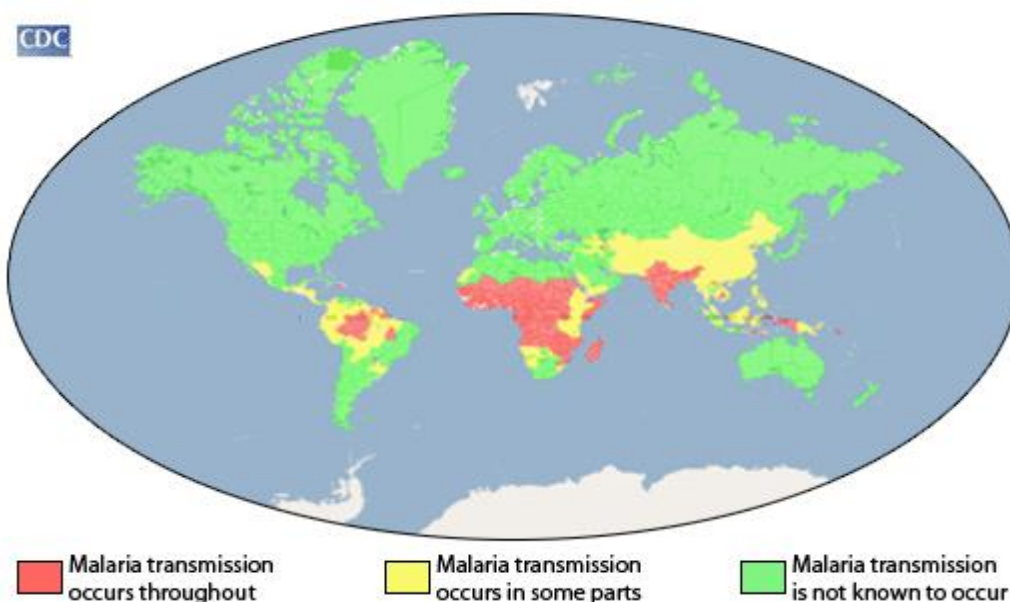 CDC
Malaria transmission
occurs throughout
Malaria transmission
occurs in some parts
Malaria transmission
is not known to occur